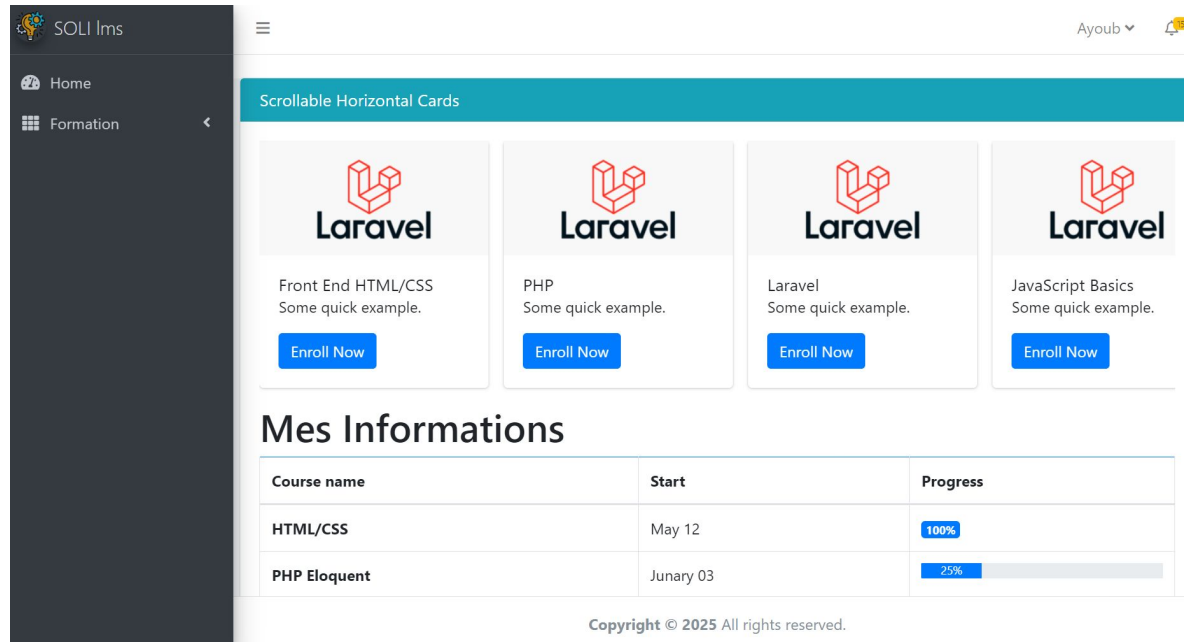 SOLI lms
Ayoub
15
Home
Formation
Scrollable Horizontal Cards
Laravel
Laravel
Laravel
Laravel
Front End HTML/CSS
Some quick example.
Enroll Now
PHP
Some quick example.
Enroll Now
Laravel
Some quick example.
Enroll Now
JavaScript Basics
Some quick example.
Enroll Now
Mes Informations
Course name Start Progress
HTML/CSS May 12 100%
PHP Eloquent Junary 03 25%
Copyright © 2025 All rights reserved.